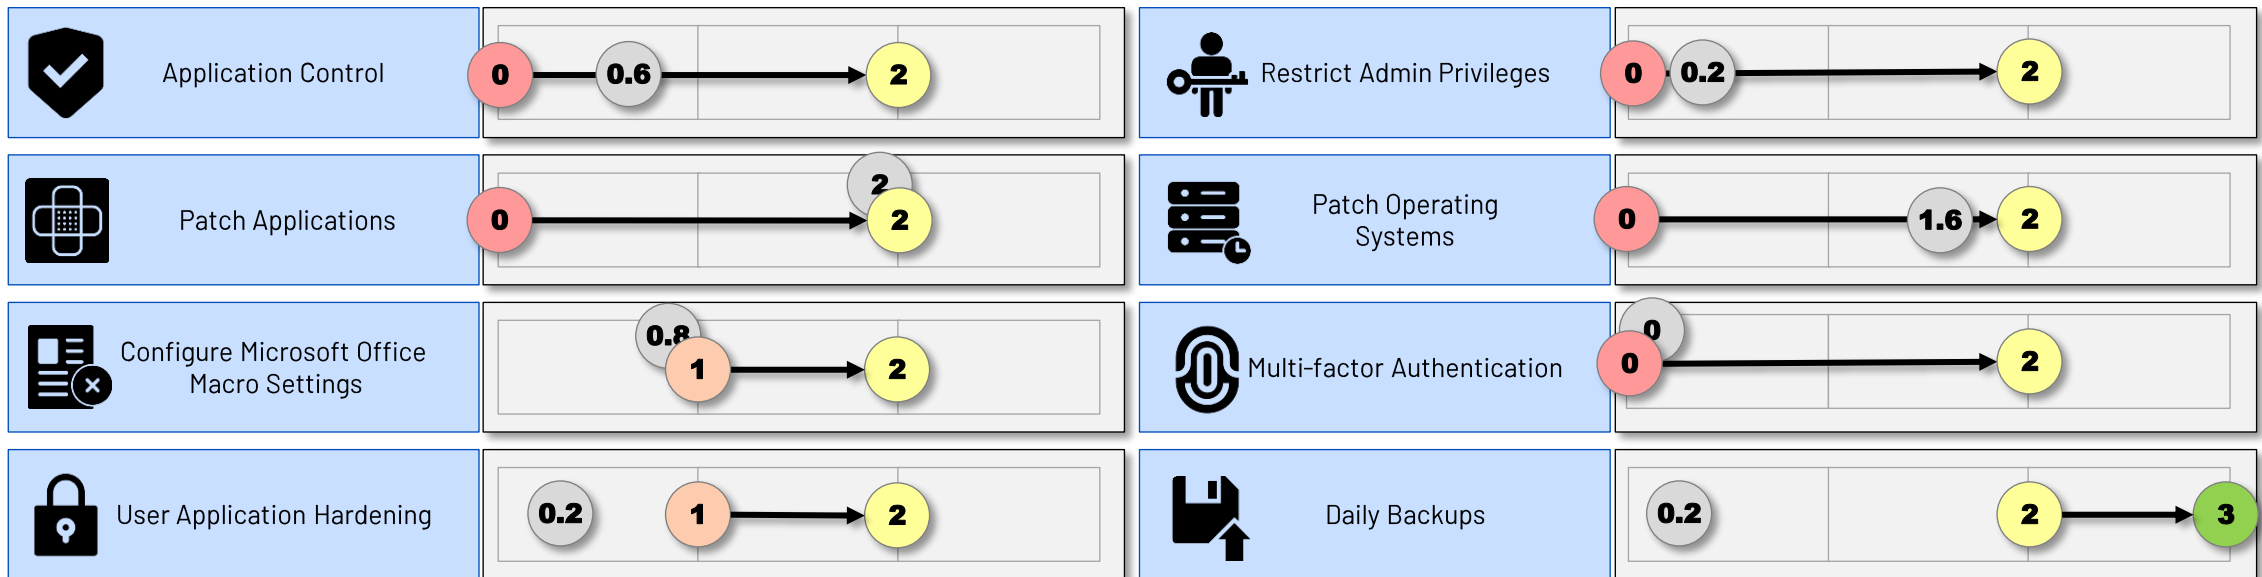 Application Control
0
0.6
2
Restrict Admin Privileges
0
0.2
2
Patch Applications
0
2
2
Patch Operating
Systems
0
1.6
2
Configure Microsoft Office
Macro Settings
0.8
1
2
Multi-factor Authentication
0
0
2
User Application Hardening
0.2
1
2
Daily Backups
0.2
2
3